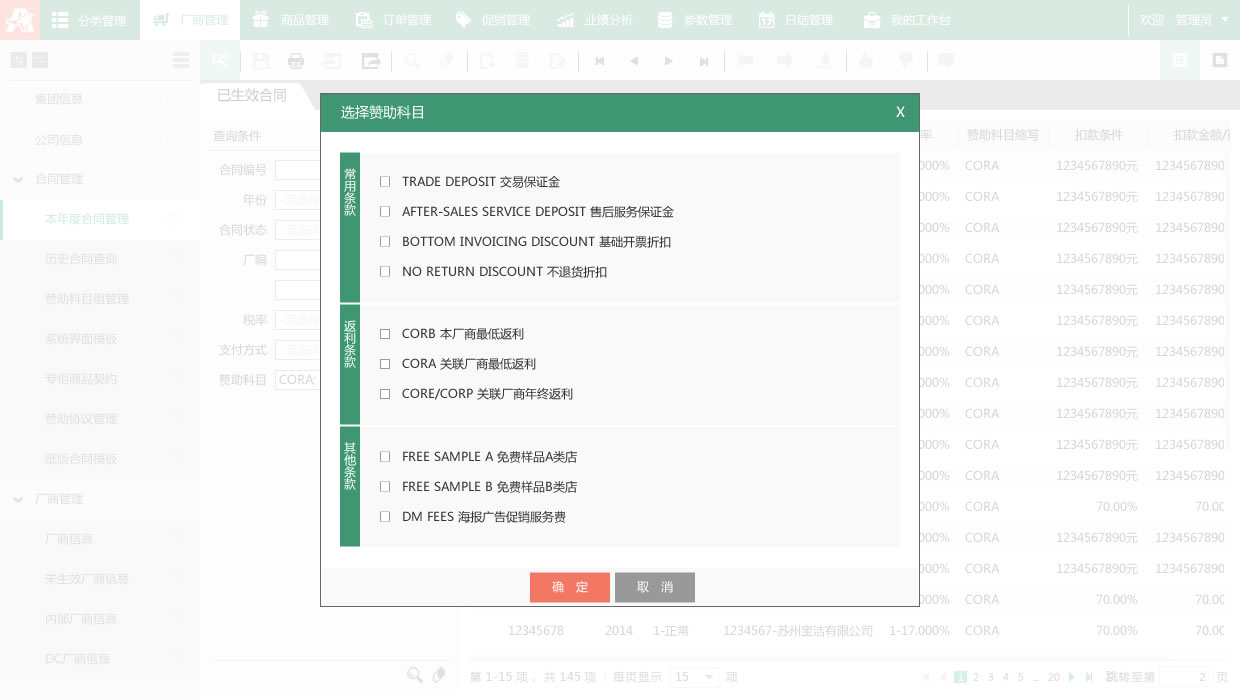 分类管理 厂商管理 商品管理 订单管理 促销管理 业绩分析 参数管理 日结管理 我的工作台 欢迎，管理员
集团信息
公司信息
合同管理
本年度合同管理
历史合同查询
赞助科目组管理
系统界面模板
专柜商品契约
赞助协议管理
纸版合同模板
厂商管理
厂商信息
未生效厂商信息
内部厂商信息
DC厂商信息
已生效合同
查询条件
合同编号
年份
合同状态
厂编
税率
支付方式
赞助科目 CORA;
选择赞助科目 X
常用条款
TRADE DEPOSIT 交易保证金
AFTER-SALES SERVICE DEPOSIT 售后服务保证金
BOTTOM INVOICING DISCOUNT 基础开票折扣
NO RETURN DISCOUNT 不退货折扣
返利条款
CORB 本厂商最低返利
CORA 关联厂商最低返利
CORE/CORP 关联厂商年终返利
其他条款
FREE SAMPLE A 免费样品A类店
FREE SAMPLE B 免费样品B类店
DM FEES 海报广告促销服务费
确 定 取 消
率 赞助科目缩写 扣款条件 扣款金额/
000% CORA 1234567890元 1234567890
000% CORA 1234567890元 1234567890
000% CORA 1234567890元 1234567890
000% CORA 1234567890元 1234567890
000% CORA 1234567890元 1234567890
000% CORA 1234567890元 1234567890
000% CORA 1234567890元 1234567890
000% CORA 1234567890元 1234567890
000% CORA 1234567890元 1234567890
000% CORA 1234567890元 1234567890
000% CORA 1234567890元 1234567890
000% CORA 70.00% 70.00
000% CORA 1234567890元 1234567890
000% CORA 1234567890元 1234567890
000% CORA 70.00% 70.00
12345678 2014 1-正常 1234567-苏州宝洁有限公司 1-17.000% CORA 70.00% 70.00
第 1-15 项，共 145 项 每页显示 15 项 1 2 3 4 5 ... 20 跳转至第 2 页